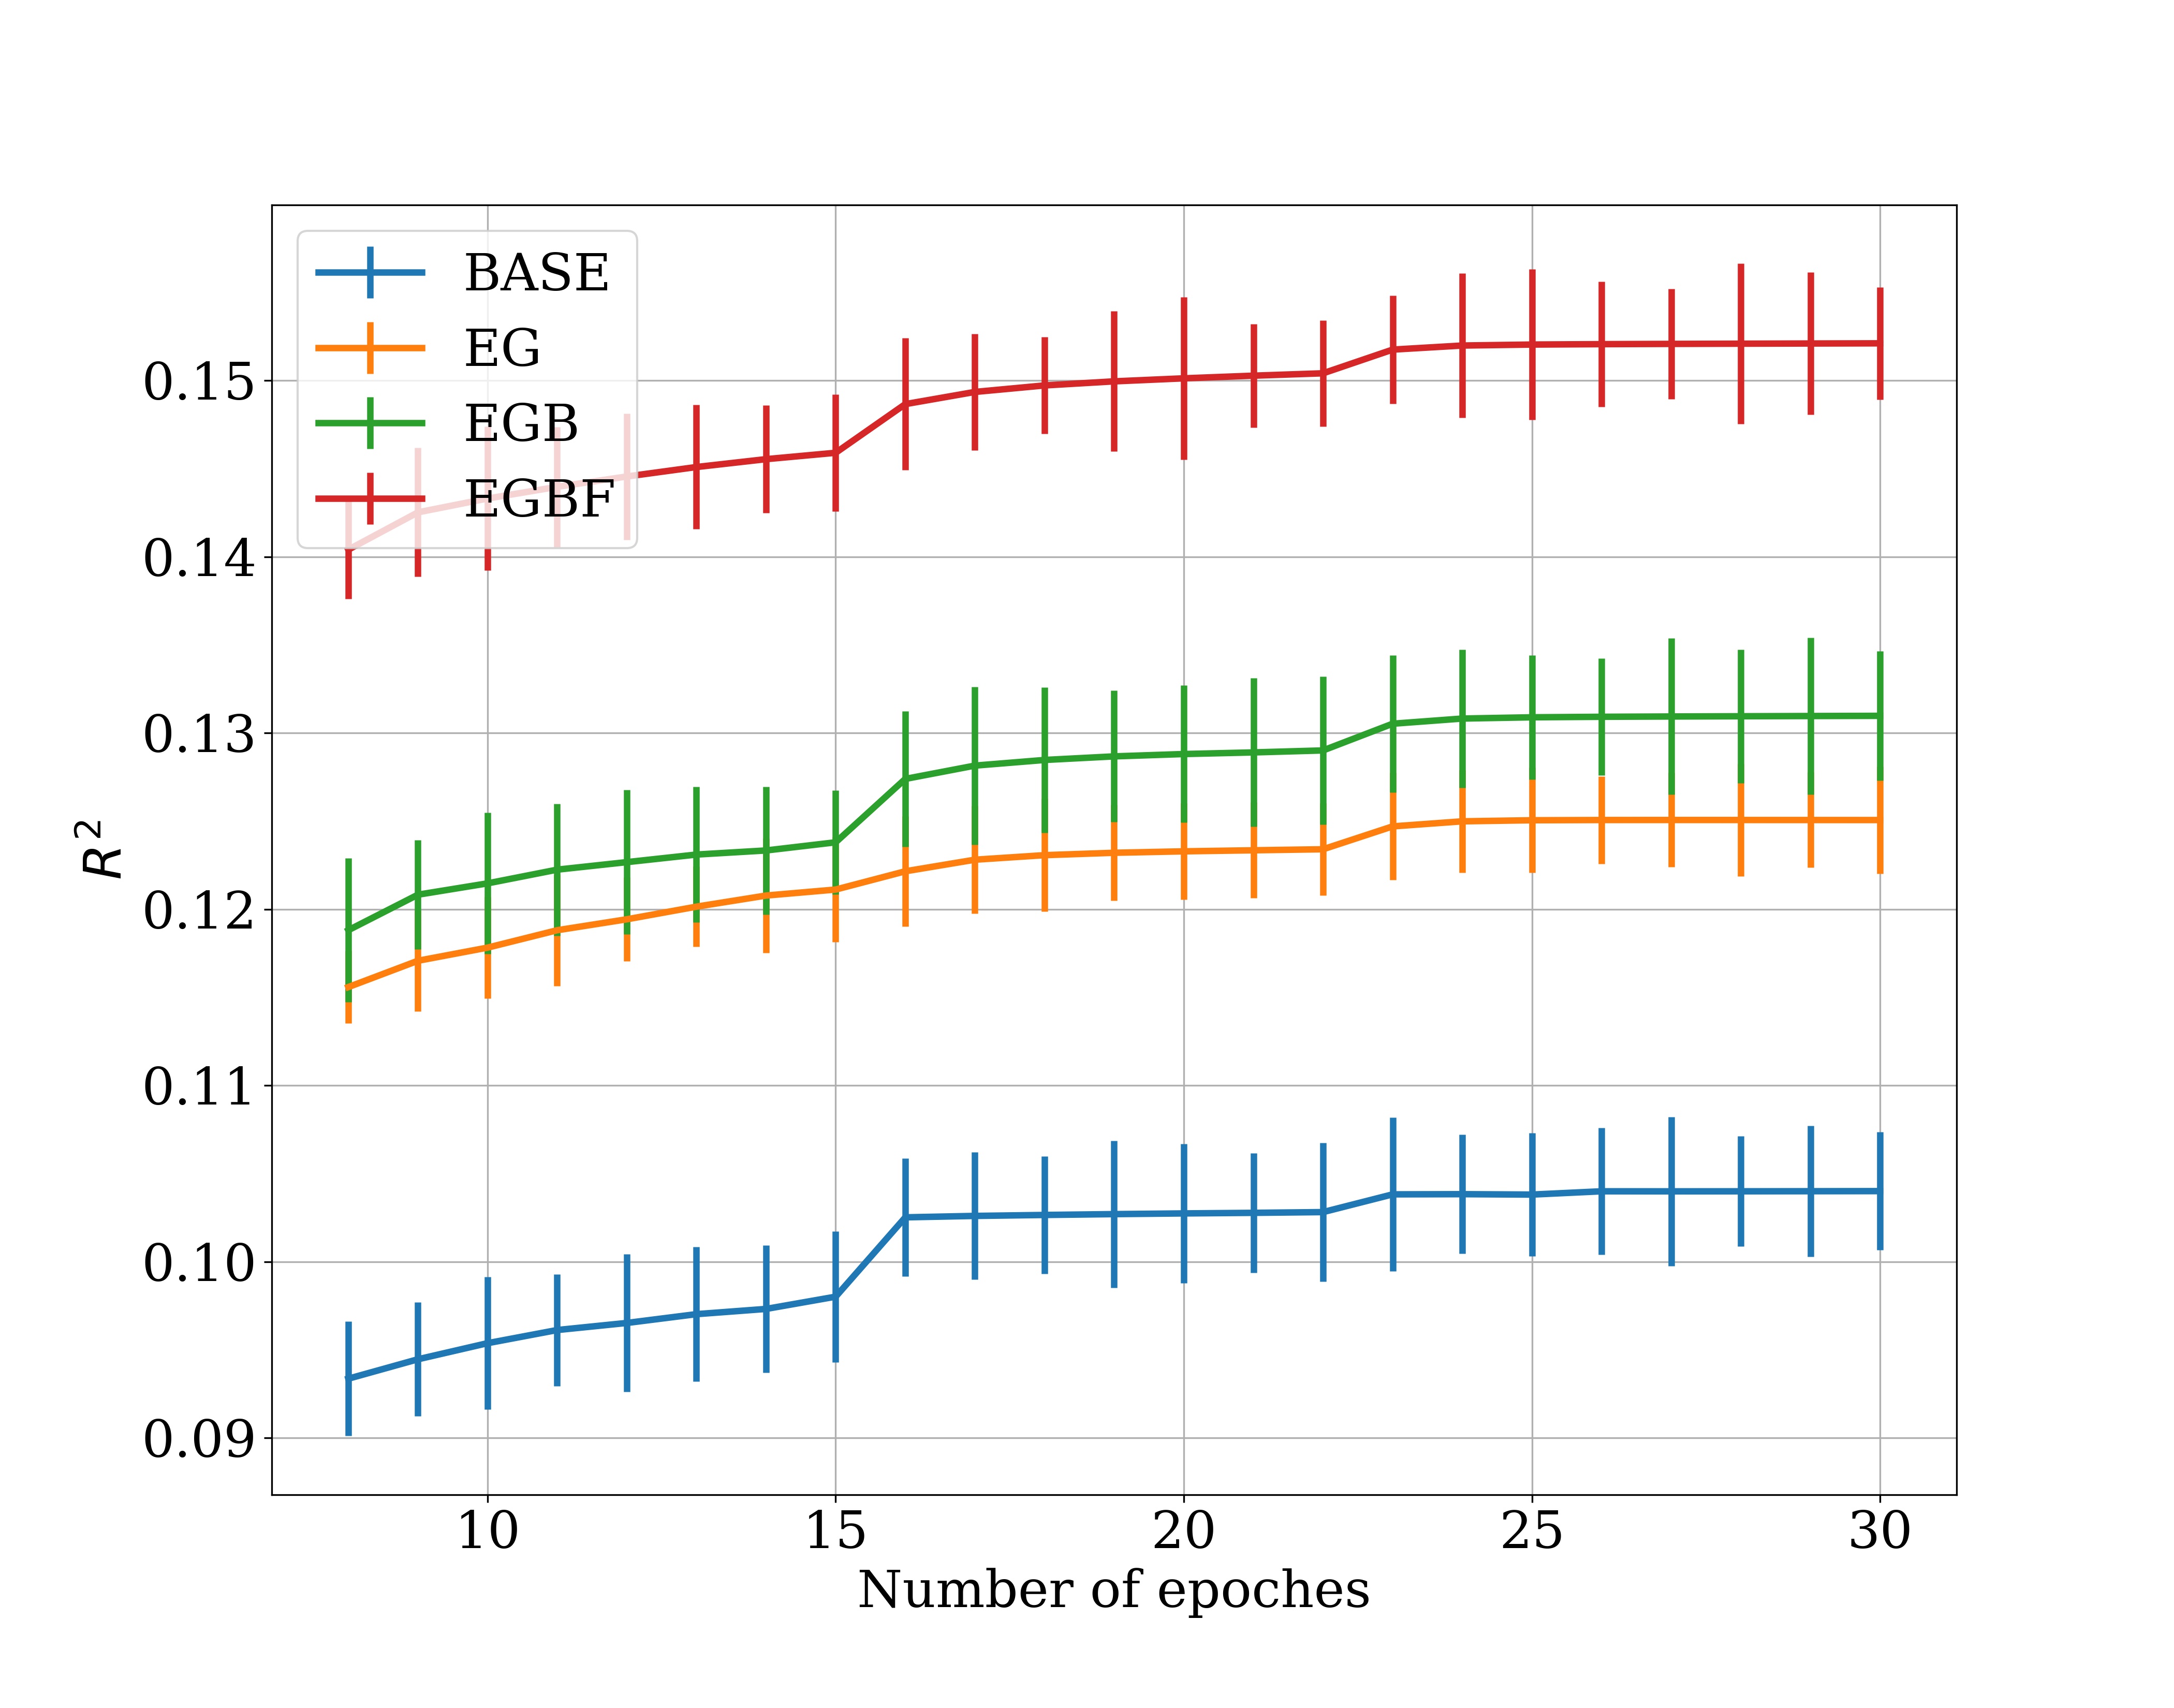 BASE
EG
EGB
EGBF
0.15
0.14
0.13
0.12
0.11
0.10
0.09
R²
10 15 20 25 30
Number of epoches